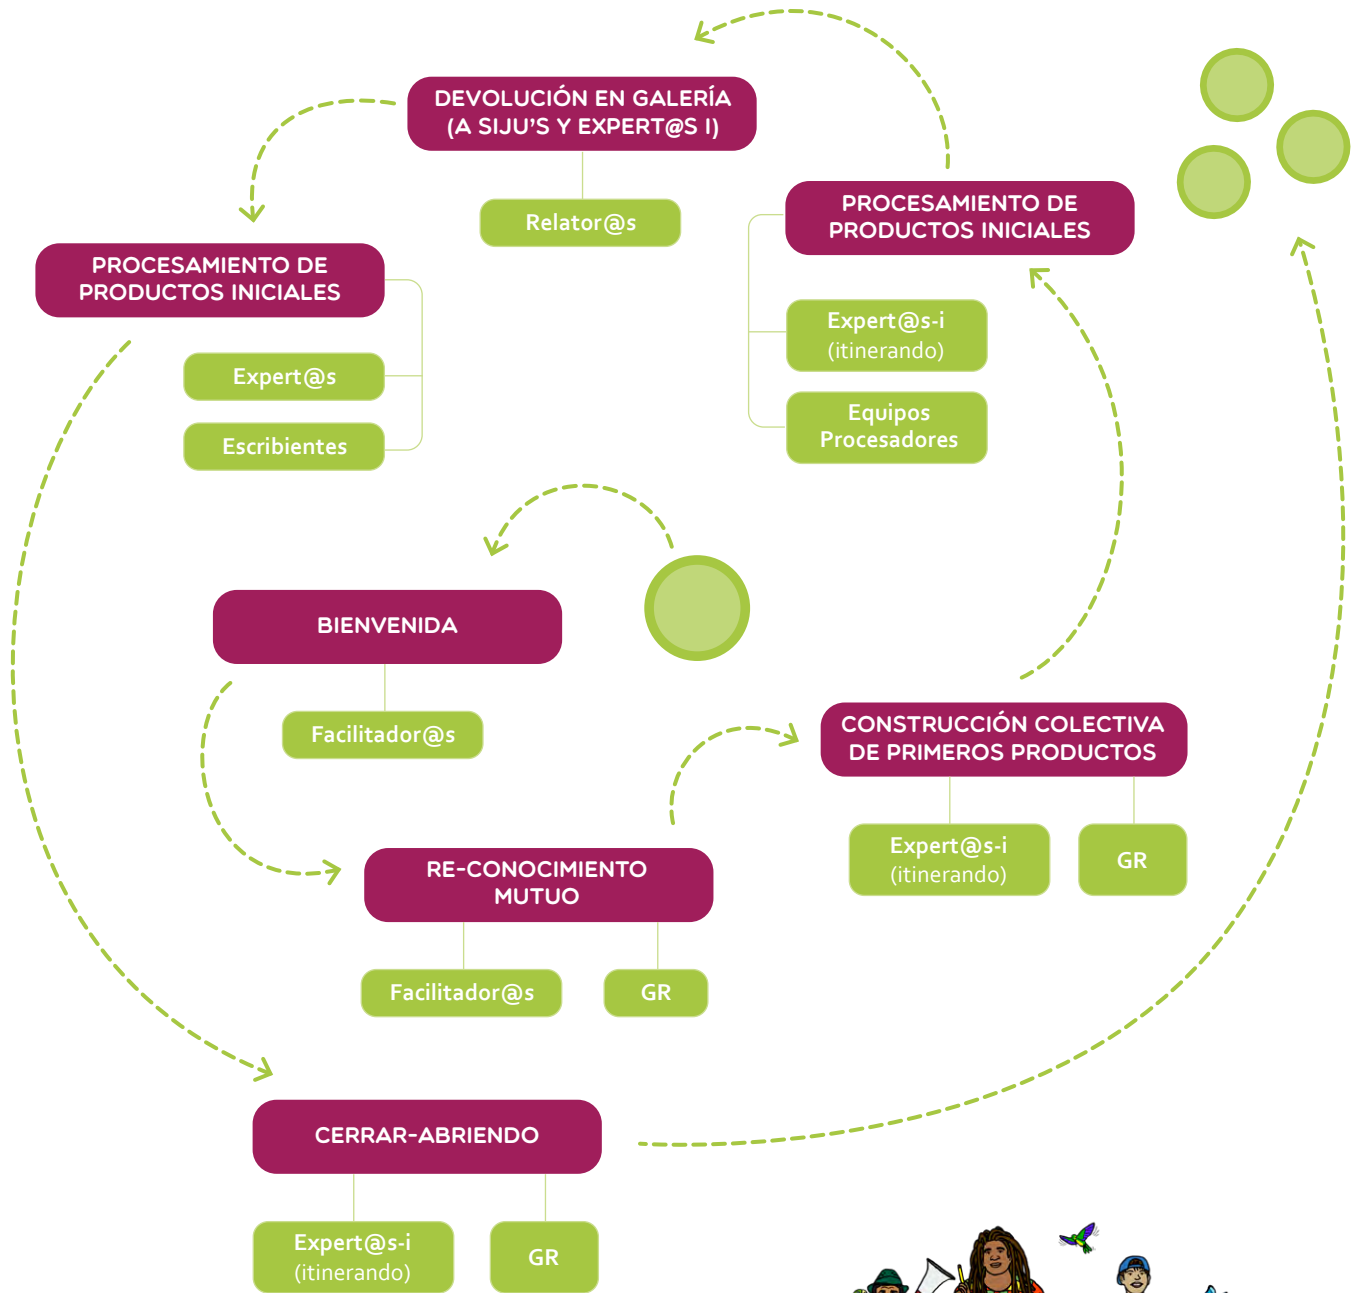 DEVOLUCIÓN EN GALERÍA
(A SIJU'S Y EXPERT@S I)
Relator@s
PROCESAMIENTO DE
PRODUCTOS INICIALES
Expert@s-i
(itinerando)
Equipos
Procesadores
PROCESAMIENTO DE
PRODUCTOS INICIALES
Expert@s
Escribientes
BIENVENIDA
Facilitador@s
CONSTRUCCIÓN COLECTIVA
DE PRIMEROS PRODUCTOS
Expert@s-i
(itinerando)
GR
RE-CONOCIMIENTO
MUTUO
Facilitador@s
GR
CERRAR-ABRIENDO
Expert@s-i
(itinerando)
GR